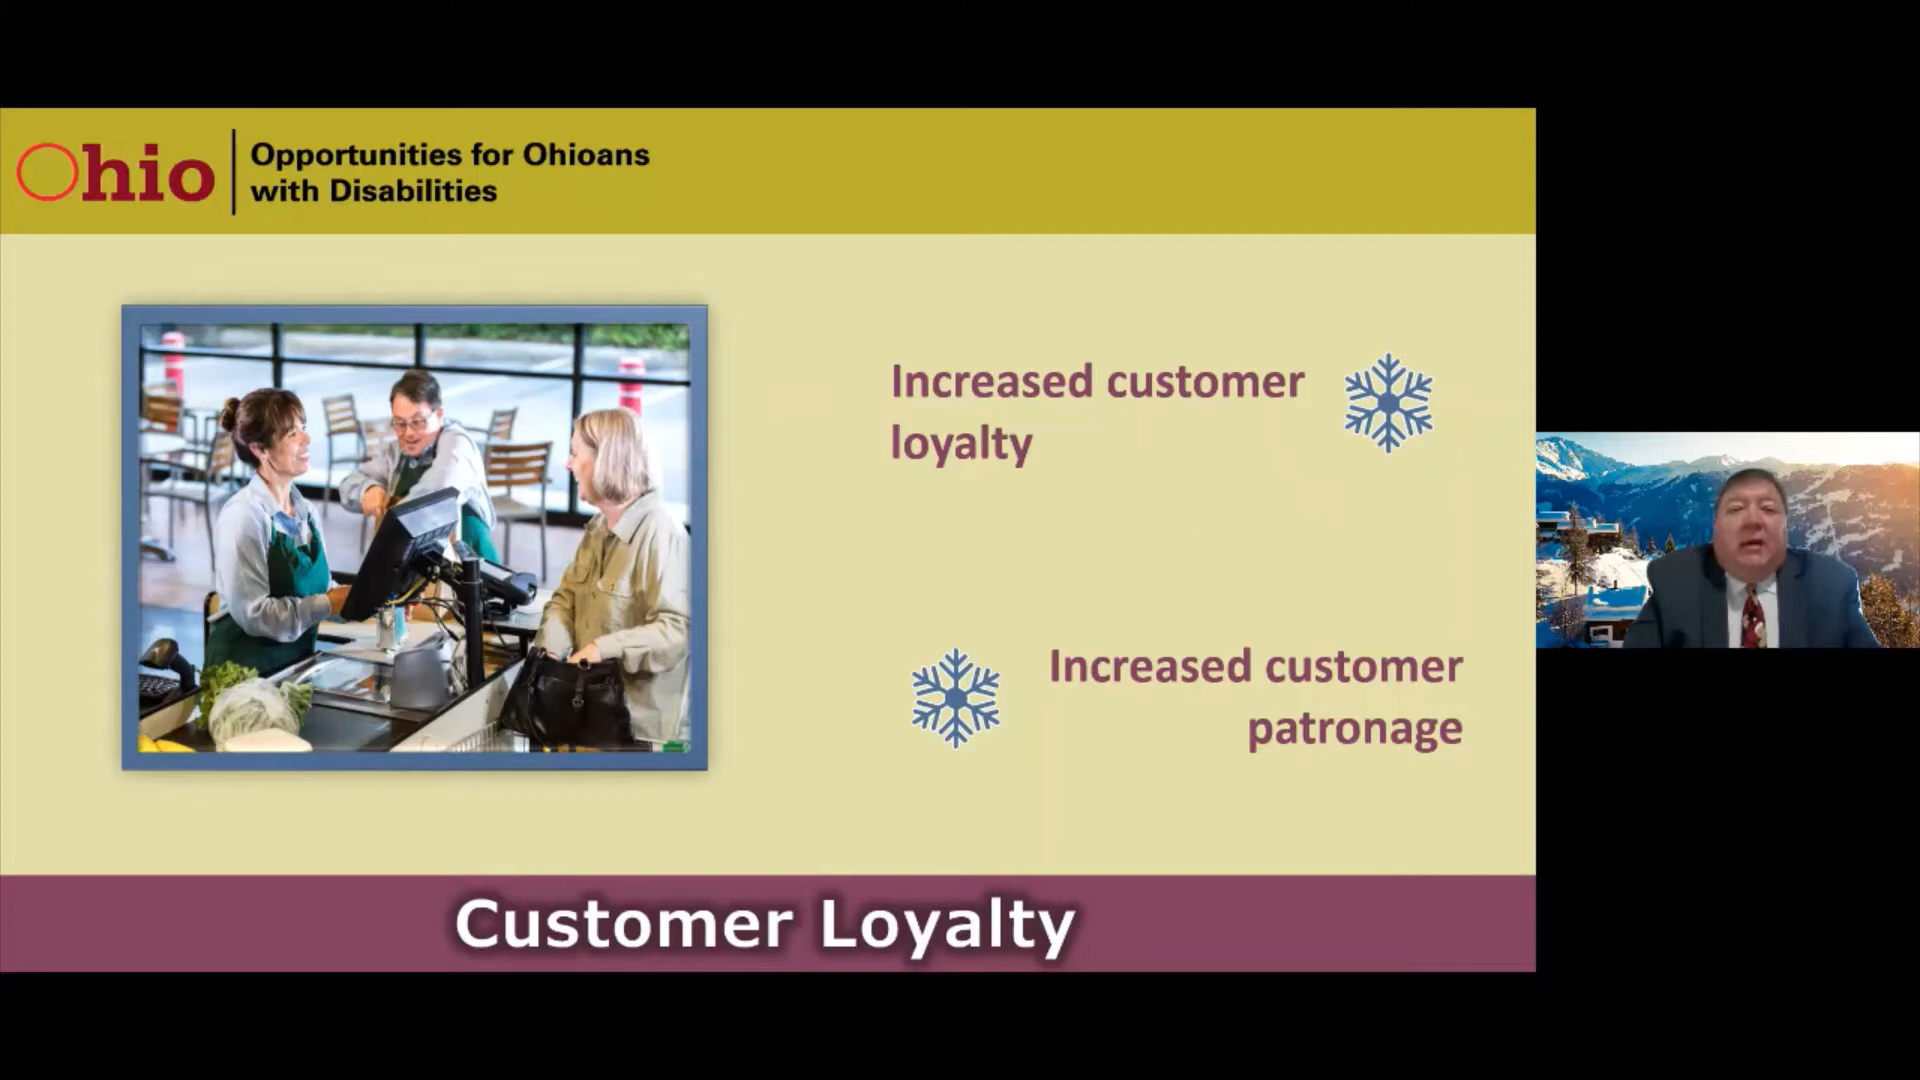 Ohio
Opportunities for Ohioans
with Disabilities
Increased customer
loyalty
Increased customer
patronage
Customer Loyalty